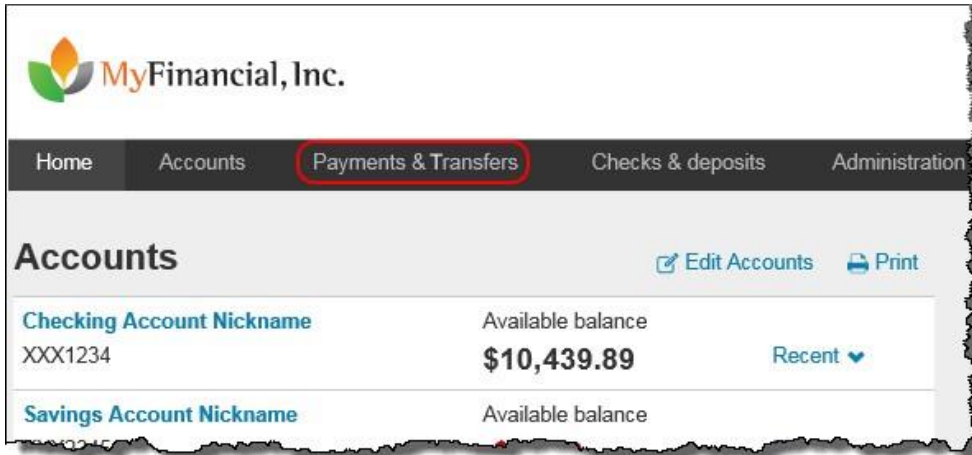 MyFinancial, Inc.
Home Accounts Payments & Transfers Checks & deposits Administration
Accounts Edit Accounts Print
Checking Account Nickname Available balance
XXX1234 $10,439.89 Recent
Savings Account Nickname Available balance